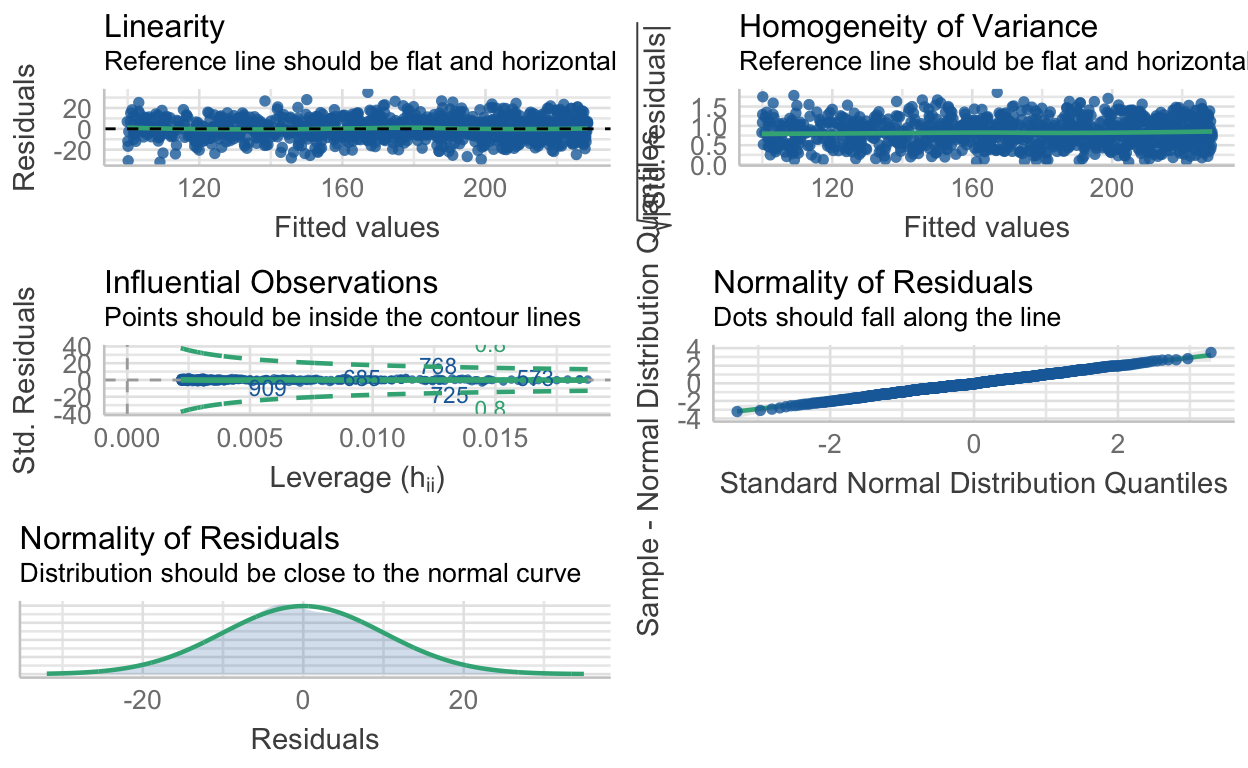 Linearity
Reference line should be flat and horizontal
Residuals
20
0
-20
120
160
200
Fitted values
Homogeneity of Variance
Reference line should be flat and horizontal
√|Std. residuals|
1.5
1.0
0.5
0.0
120
160
200
Fitted values
Influential Observations
Points should be inside the contour lines
Std. Residuals
40
20
0
-20
-40
0.8
768
685
573
909
725
0.8
0.000
0.005
0.010
0.015
Leverage (hii)
Normality of Residuals
Dots should fall along the line
Sample - Normal Distribution Quantiles
4
2
0
-2
-4
-2
0
2
Standard Normal Distribution Quantiles
Normality of Residuals
Distribution should be close to the normal curve
-20
0
20
Residuals